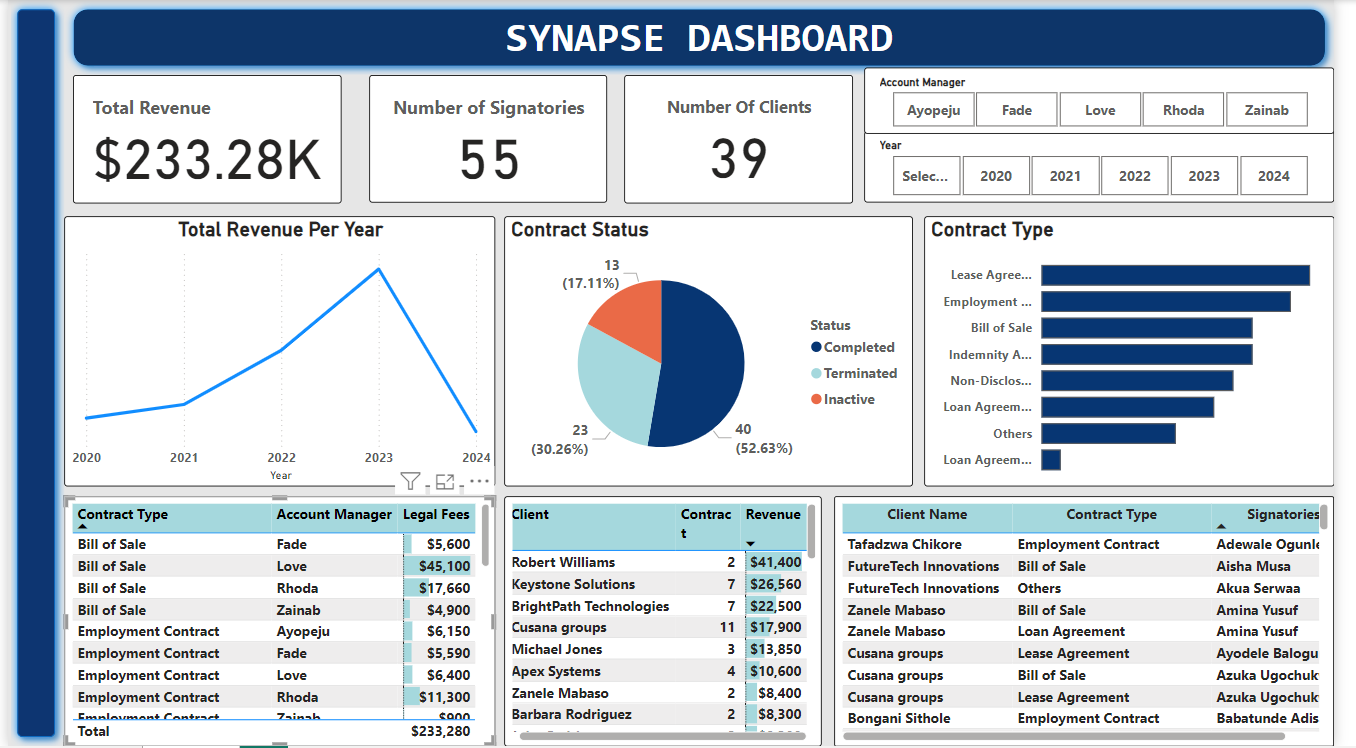 SYNAPSE DASHBOARD
Total Revenue
$233.28K
Number of Signatories
55
Number Of Clients
39
Account Manager
Ayopeju Fade Love Rhoda Zainab
Year
Selec... 2020 2021 2022 2023 2024
Total Revenue Per Year
2020 2021 2022 2023 2024
Year
Contract Status
13
(17.11%)
23
(30.26%)
40
(52.63%)
Status
Completed
Terminated
Inactive
Contract Type
Lease Agree...
Employment ...
Bill of Sale
Indemnity A...
Non-Disclos...
Loan Agreem...
Others
Loan Agreem...
Contract Type Account Manager Legal Fees
Bill of Sale Fade $5,600
Bill of Sale Love $45,100
Bill of Sale Rhoda $17,660
Bill of Sale Zainab $4,900
Employment Contract Ayopeju $6,150
Employment Contract Fade $5,590
Employment Contract Love $6,400
Employment Contract Rhoda $11,300
Employment Contract Zainab $900
Total $233,280
Client Contrac Revenue
t
Robert Williams 2 $41,400
Keystone Solutions 7 $26,560
BrightPath Technologies 7 $22,500
Cusana groups 11 $17,900
Michael Jones 3 $13,850
Apex Systems 4 $10,600
Zanele Mabaso 2 $8,400
Barbara Rodriguez 2 $8,300
Client Name Contract Type Signatories
Tafadzwa Chikore Employment Contract Adewale Ogunle
FutureTech Innovations Bill of Sale Aisha Musa
FutureTech Innovations Others Akua Serwaa
Zanele Mabaso Bill of Sale Amina Yusuf
Zanele Mabaso Loan Agreement Amina Yusuf
Cusana groups Lease Agreement Ayodele Balogu
Cusana groups Bill of Sale Azuka Ugochuk
Cusana groups Lease Agreement Azuka Ugochuk
Bongani Sithole Employment Contract Babatunde Adis